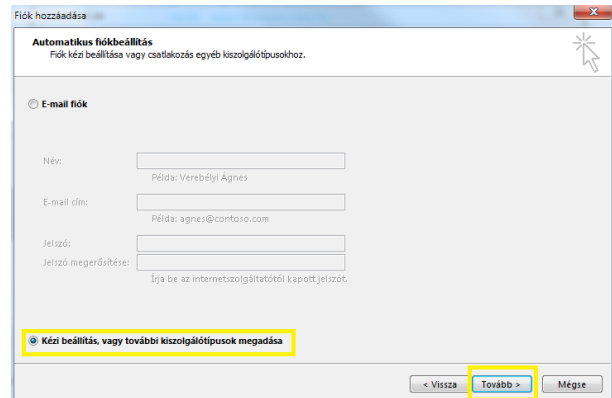 Fiók hozzáadása
Automatikus fiókbeállítás
Fiók kézi beállítása vagy csatlakozás egyéb kiszolgálótípusokhoz.
E-mail fiók
Név:
Példa: Verebélyi Ágnes
E-mail cím:
Példa: agnes@contoso.com
Jelszó:
Jelszó megerősítése:
Írja be az internetszolgáltatótól kapott jelszót.
Kézi beállítás, vagy további kiszolgálótípusok megadása
< Vissza Tovább > Mégse